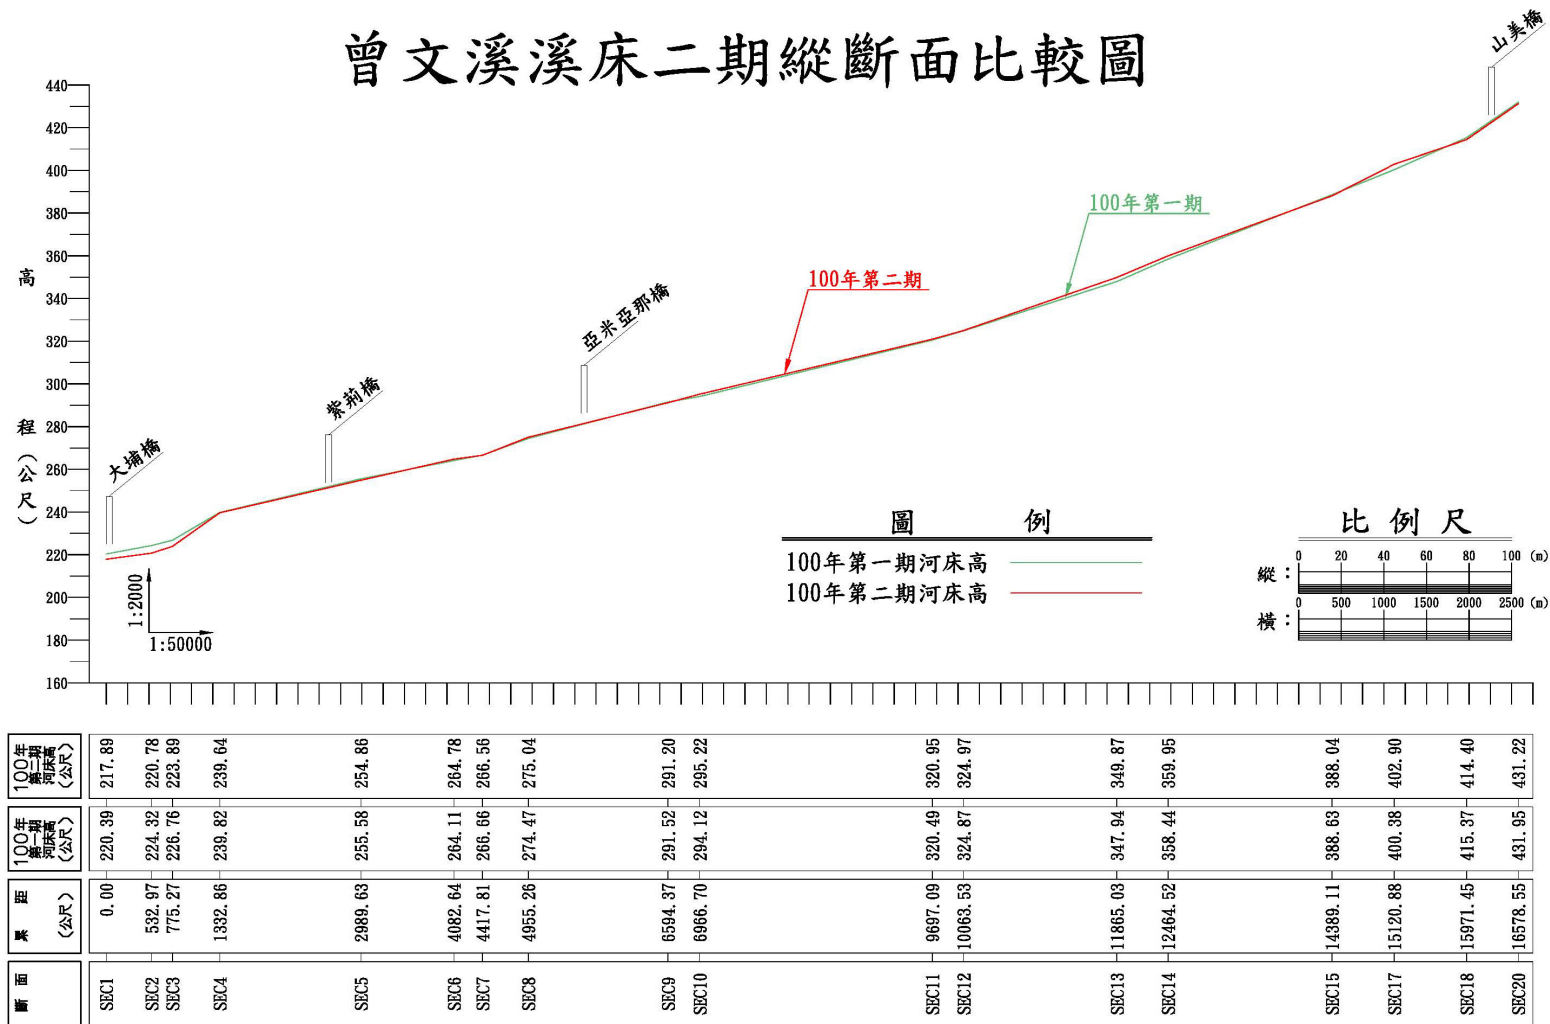 曾文溪溪床二期縱斷面比較圖
山美橋
440
420
400
380
360
340
320
300
280
260
240
220
200
180
160
高程(公尺)
100年第一期
100年第二期
亞米亞那橋
紫荊橋
大埔橋
1:2000
1:50000
圖例
100年第一期河床高
100年第二期河床高
比例尺
0 20 40 60 80 100 (m)
縱:
0 500 1000 1500 2000 2500 (m)
橫:
100年第二期河床高(公尺)
217.89 220.78 223.89 239.64 254.86 264.78 266.56 275.04 291.20 295.22 320.95 324.97 349.87 359.95 388.04 402.90 414.40 431.22
100年第一期河床高(公尺)
220.39 224.32 226.76 239.82 255.58 264.11 266.66 274.47 291.52 294.12 320.49 324.87 347.94 358.44 388.63 400.38 415.37 431.95
累距(公尺)
0.00 532.97 775.27 1332.86 2989.63 4082.64 4417.81 4955.26 6594.37 6966.70 9697.09 10063.53 11865.03 12464.52 14389.11 15120.88 15971.45 16578.55
斷面
SEC1 SEC2 SEC3 SEC4 SEC5 SEC6 SEC7 SEC8 SEC9 SEC10 SEC11 SEC12 SEC13 SEC14 SEC15 SEC17 SEC18 SEC20